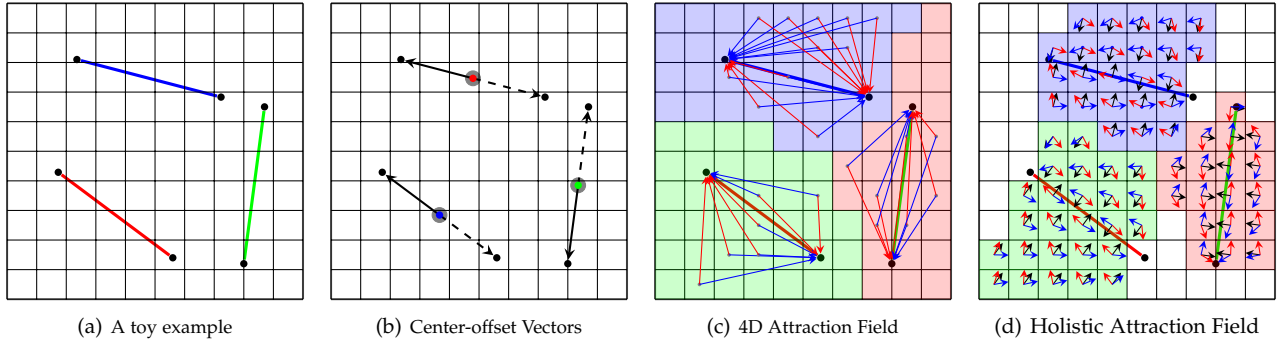 (a) A toy example
(b) Center-offset Vectors
(c) 4D Attraction Field
(d) Holistic Attraction Field